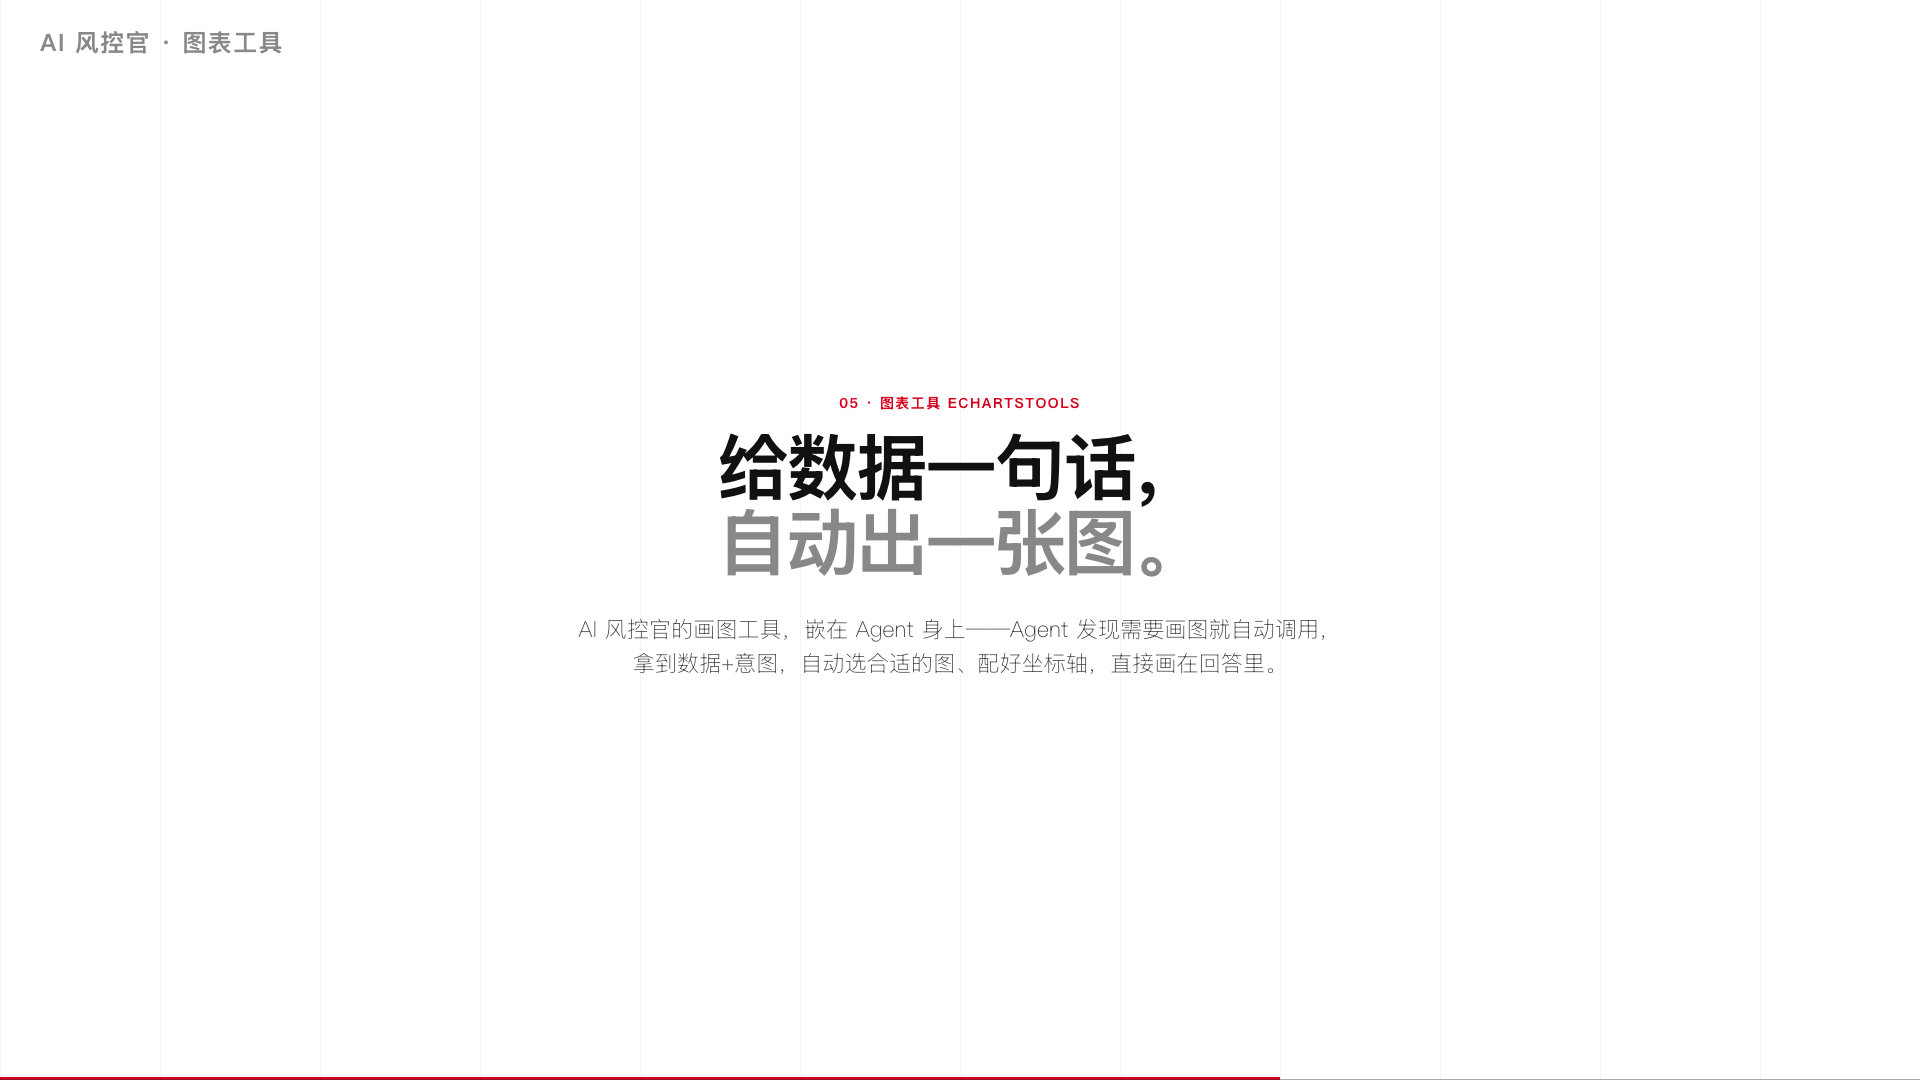 AI 风控官 · 图表工具
05 · 图表工具 ECHARTSTOOLS
给数据一句话，
自动出一张图。
AI 风控官的画图工具，嵌在 Agent 身上——Agent 发现需要画图就自动调用，
拿到数据+意图，自动选合适的图、配好坐标轴，直接画在回答里。